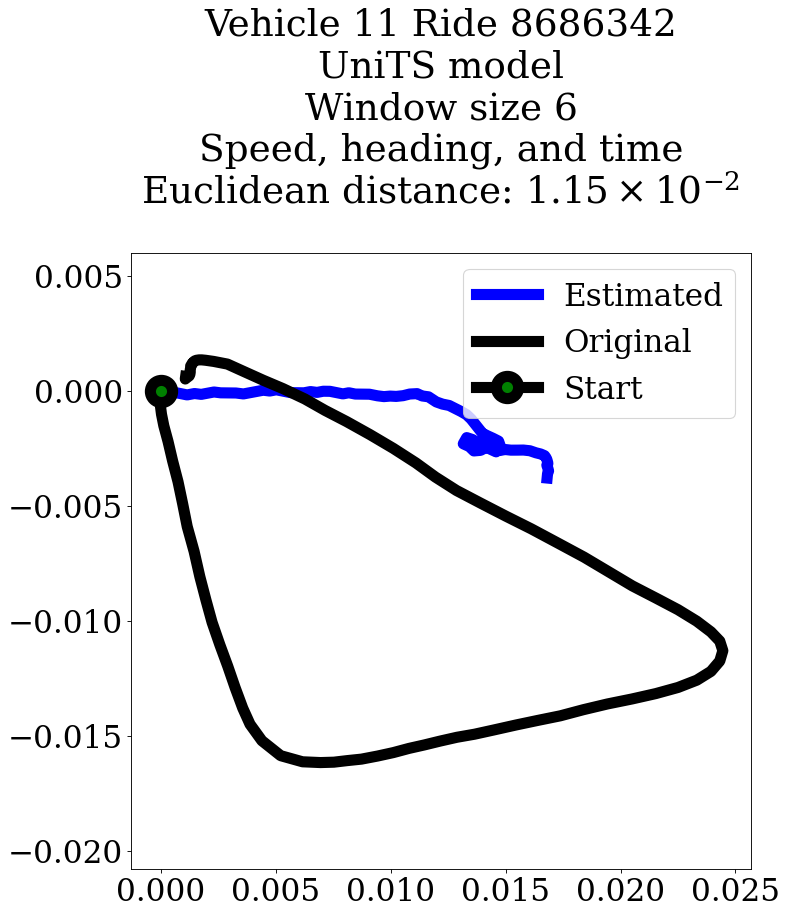 Vehicle 11 Ride 8686342
UniTS model
Window size 6
Speed, heading, and time
Euclidean distance: 1.15 × 10⁻²
0.005
0.000
−0.005
−0.010
−0.015
−0.020
Estimated
Original
Start
0.000 0.005 0.010 0.015 0.020 0.025